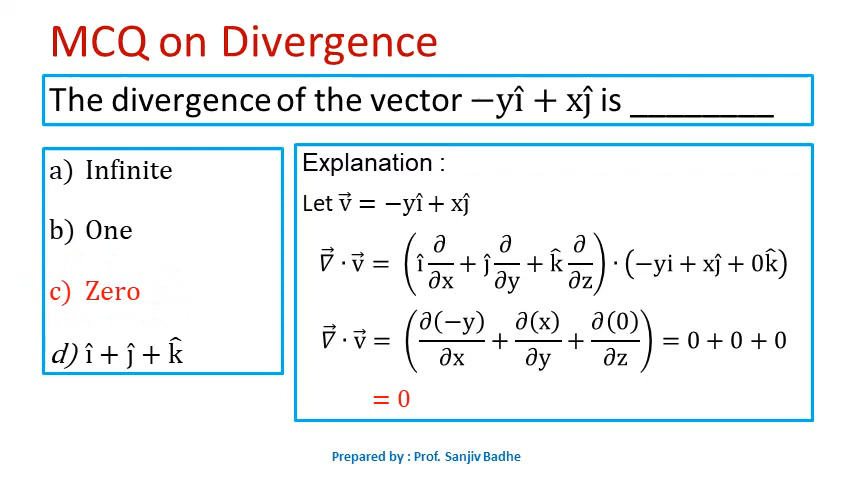 MCQ on Divergence
The divergence of the vector −yî + xĵ is ________
a) Infinite
b) One
c) Zero
d) î + ĵ + k̂
Explanation :
Let v⃗ = −yî + xĵ
∇⃗ · v⃗ = (î ∂/∂x + ĵ ∂/∂y + k̂ ∂/∂z) · (−yi + xĵ + 0k̂)
∇⃗ · v⃗ = (∂(−y)/∂x + ∂(x)/∂y + ∂(0)/∂z) = 0 + 0 + 0
= 0
Prepared by : Prof. Sanjiv Badhe